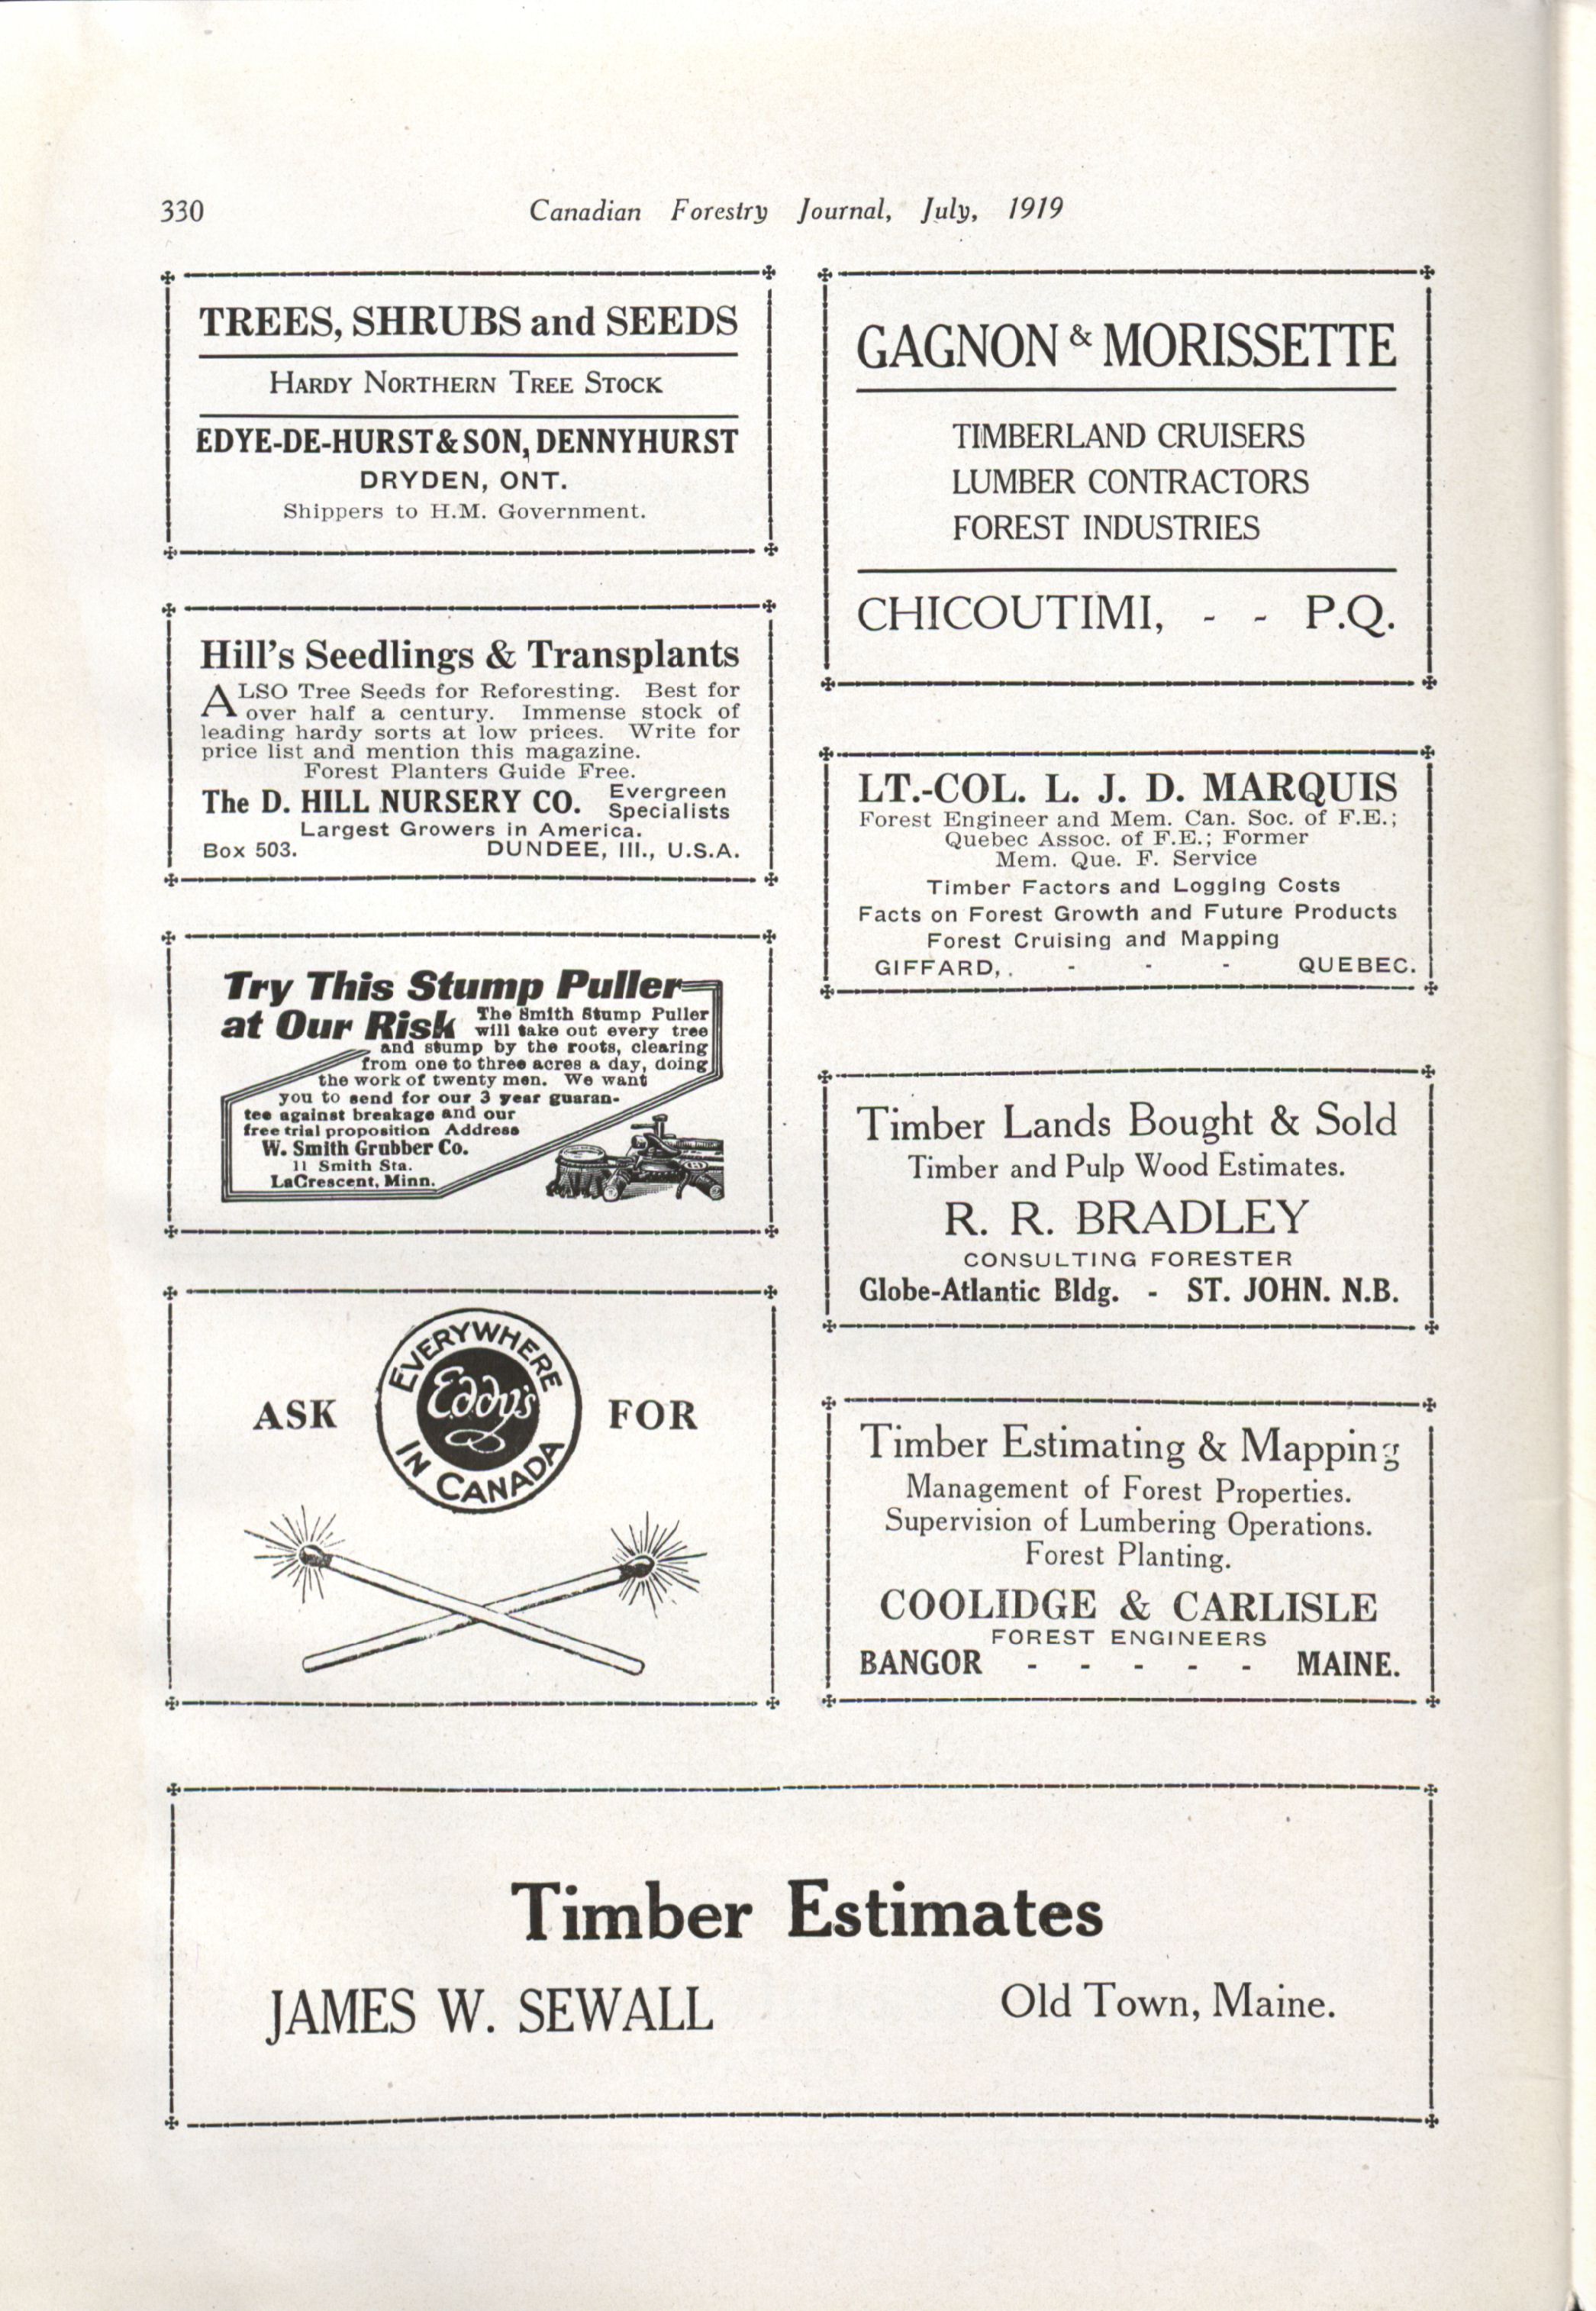 330
Canadian Forestry Journal, July, 1919
TREES, SHRUBS and SEEDS
HARDY NORTHERN TREE STOCK
EDYE-DE-HURST & SON, DENNYHURST
DRYDEN, ONT.
Shippers to H.M. Government.
Hill's Seedlings & Transplants
ALSO Tree Seeds for Reforesting. Best for
over half a century. Immense stock of
leading hardy sorts at low prices. Write for
price list and mention this magazine.
Forest Planters Guide Free.
The D. HILL NURSERY CO. Evergreen
Specialists
Largest Growers in America.
Box 503. DUNDEE, Ill., U.S.A.
Try This Stump Puller
at Our Risk The Smith Stump Puller
will take out every tree
and stump by the roots, clearing
from one to three acres a day, doing
the work of twenty men. We want
you to send for our 3 year guaran-
tee against breakage and our
free trial proposition Address
W. Smith Grubber Co.
11 Smith Sta.
LaCrescent, Minn.
ASK
EVERYWHERE
Eddy's
IN CANADA
FOR
GAGNON & MORISSETTE
TIMBERLAND CRUISERS
LUMBER CONTRACTORS
FOREST INDUSTRIES
CHICOUTIMI, - - P.Q.
LT.-COL. L. J. D. MARQUIS
Forest Engineer and Mem. Can. Soc. of F.E.;
Quebec Assoc. of F.E.; Former
Mem. Que. F. Service
Timber Factors and Logging Costs
Facts on Forest Growth and Future Products
Forest Cruising and Mapping
GIFFARD, . - - - QUEBEC.
Timber Lands Bought & Sold
Timber and Pulp Wood Estimates.
R. R. BRADLEY
CONSULTING FORESTER
Globe-Atlantic Bldg. - ST. JOHN. N.B.
Timber Estimating & Mapping
Management of Forest Properties.
Supervision of Lumbering Operations.
Forest Planting.
COOLIDGE & CARLISLE
FOREST ENGINEERS
BANGOR - - - - - MAINE.
Timber Estimates
JAMES W. SEWALL Old Town, Maine.